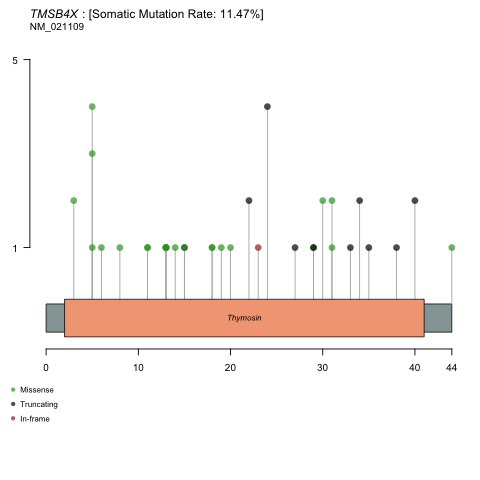 TMSB4X : [Somatic Mutation Rate: 11.47%]
NM_021109
5
1
Thymosin
0 10 20 30 40 44
Missense
Truncating
In-frame